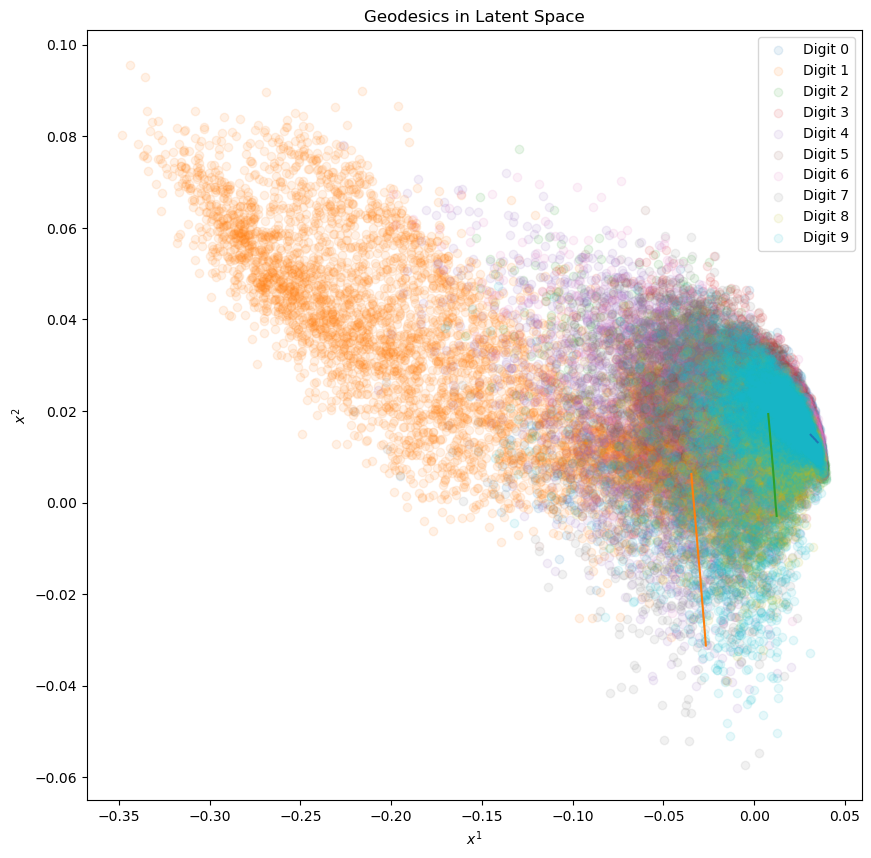 Geodesics in Latent Space
Digit 0
Digit 1
Digit 2
Digit 3
Digit 4
Digit 5
Digit 6
Digit 7
Digit 8
Digit 9
0.10
0.08
0.06
0.04
0.02
0.00
−0.02
−0.04
−0.06
x²
−0.35 −0.30 −0.25 −0.20 −0.15 −0.10 −0.05 0.00 0.05
x¹